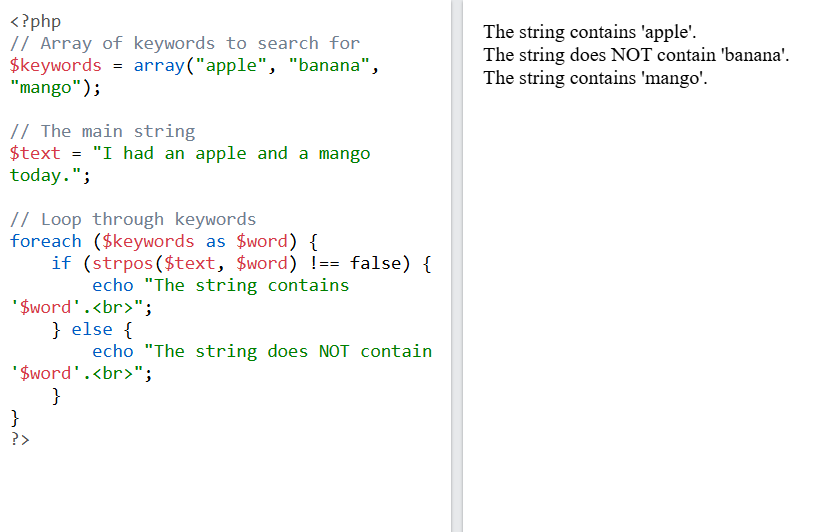 <?php
// Array of keywords to search for
$keywords = array("apple", "banana",
"mango");
// The main string
$text = "I had an apple and a mango
today.";
// Loop through keywords
foreach ($keywords as $word) {
    if (strpos($text, $word) !== false) {
        echo "The string contains
'$word'.<br>";
    } else {
        echo "The string does NOT contain
'$word'.<br>";
    }
}
?>
The string contains 'apple'.
The string does NOT contain 'banana'.
The string contains 'mango'.